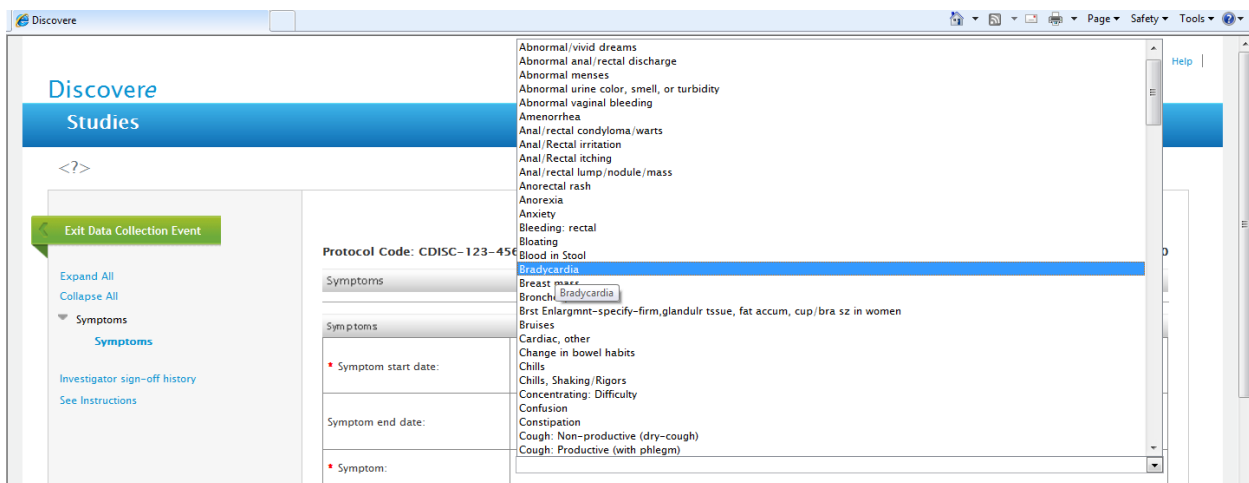 Discovere
Page
Safety
Tools
Help
Discovere
Studies
<?>
Exit Data Collection Event
Expand All
Collapse All
Symptoms
Symptoms
Investigator sign-off history
See Instructions
Protocol Code: CDISC-123-456
0
Symptoms
Symptoms
* Symptom start date:
Symptom end date:
* Symptom:
Abnormal/vivid dreams
Abnormal anal/rectal discharge
Abnormal menses
Abnormal urine color, smell, or turbidity
Abnormal vaginal bleeding
Amenorrhea
Anal/rectal condyloma/warts
Anal/Rectal irritation
Anal/Rectal itching
Anal/rectal lump/nodule/mass
Anorectal rash
Anorexia
Anxiety
Bleeding: rectal
Bloating
Blood in Stool
Bradycardia
Breast mass
Bradycardia
Bronch
Brst Enlargmnt-specify-firm,glandulr tssue, fat accum, cup/bra sz in women
Bruises
Cardiac, other
Change in bowel habits
Chills
Chills, Shaking/Rigors
Concentrating: Difficulty
Confusion
Constipation
Cough: Non-productive (dry-cough)
Cough: Productive (with phlegm)